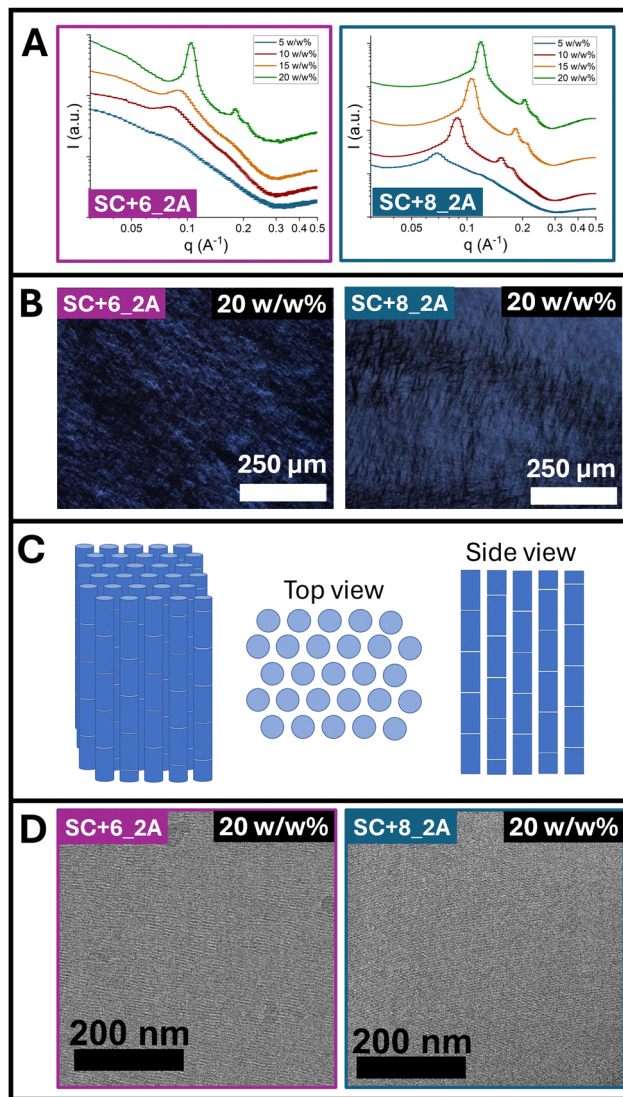 A
5 w/w%
10 w/w%
15 w/w%
20 w/w%
I (a.u.)
SC+6_2A
0.05 0.1 0.2 0.3 0.4 0.5
q (A⁻¹)
5 w/w%
10 w/w%
15 w/w%
20 w/w%
I (a.u.)
SC+8_2A
0.05 0.1 0.2 0.3 0.4 0.5
q (A⁻¹)
B
SC+6_2A 20 w/w%
250 µm
SC+8_2A 20 w/w%
250 µm
C
Top view
Side view
D
SC+6_2A 20 w/w%
200 nm
SC+8_2A 20 w/w%
200 nm